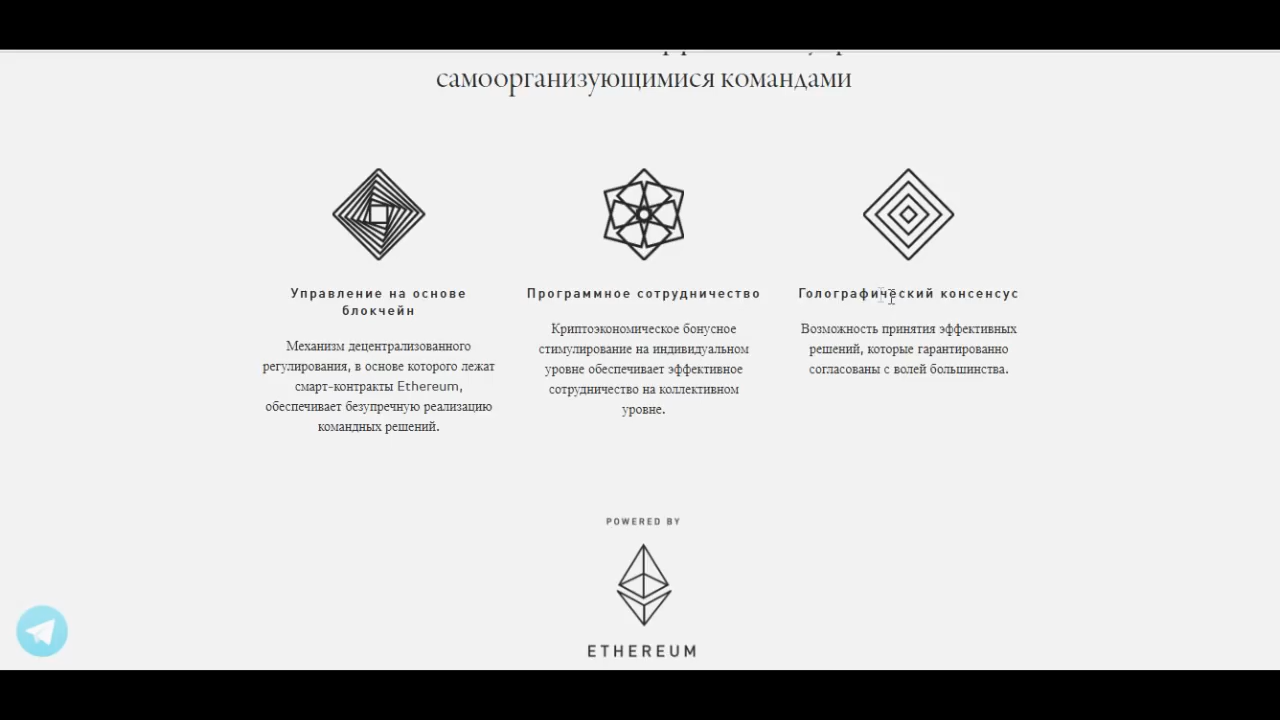 самоорганизующимися командами
Управление на основе
блокчейн
Механизм децентрализованного
регулирования, в основе которого лежат
смарт-контракты Ethereum,
обеспечивает безупречную реализацию
командных решений.
Программное сотрудничество
Криптоэкономическое бонусное
стимулирование на индивидуальном
уровне обеспечивает эффективное
сотрудничество на коллективном
уровне.
Голографический консенсус
Возможность принятия эффективных
решений, которые гарантированно
согласованы с волей большинства.
POWERED BY
ETHEREUM